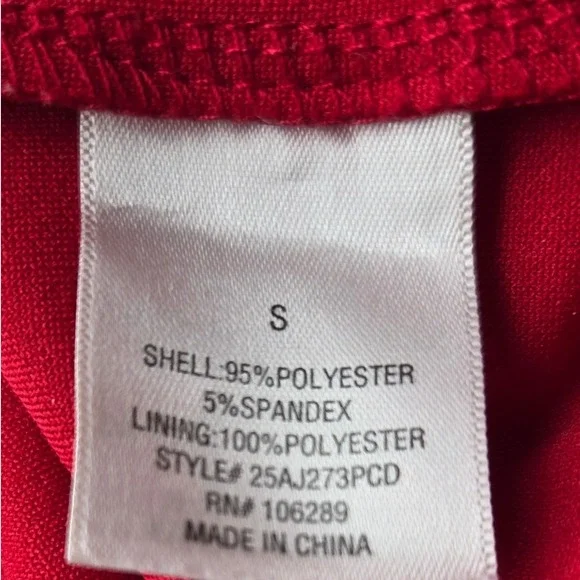 S
SHELL:95%POLYESTER
5%SPANDEX
LINING:100%POLYESTER
STYLE# 25AJ273PCD
RN# 106289
MADE IN CHINA